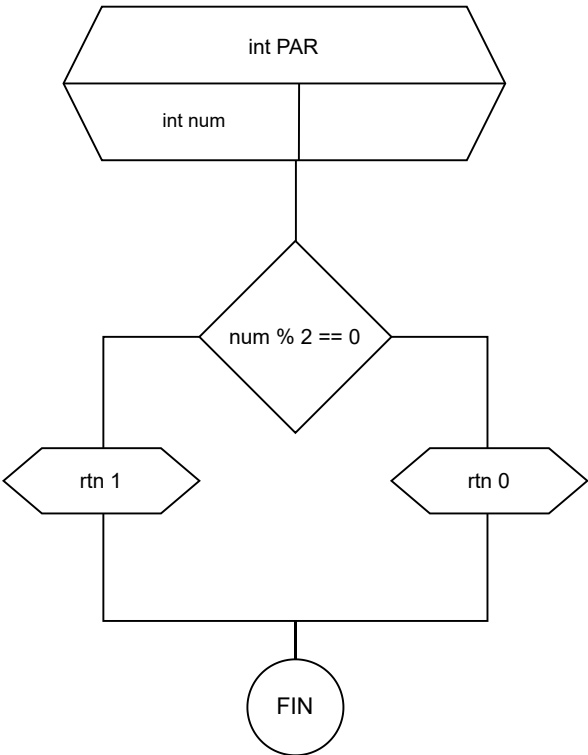 int PAR
int num
num % 2 == 0
rtn 1
rtn 0
FIN